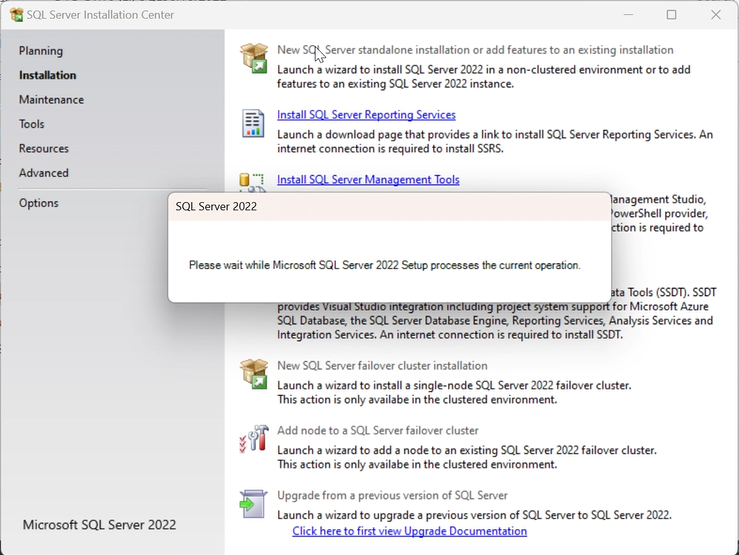 SQL Server Installation Center
Planning
Installation
Maintenance
Tools
Resources
Advanced
Options
Microsoft SQL Server 2022
New SQL Server standalone installation or add features to an existing installation
Launch a wizard to install SQL Server 2022 in a non-clustered environment or to add
features to an existing SQL Server 2022 instance.
Install SQL Server Reporting Services
Launch a download page that provides a link to install SQL Server Reporting Services. An
internet connection is required to install SSRS.
Install SQL Server Management Tools
Management Studio,
PowerShell provider,
ction is required to
SQL Server 2022
Please wait while Microsoft SQL Server 2022 Setup processes the current operation.
ata Tools (SSDT). SSDT
provides Visual Studio integration including project system support for Microsoft Azure
SQL Database, the SQL Server Database Engine, Reporting Services, Analysis Services and
Integration Services. An internet connection is required to install SSDT.
New SQL Server failover cluster installation
Launch a wizard to install a single-node SQL Server 2022 failover cluster.
This action is only availabe in the clustered environment.
Add node to a SQL Server failover cluster
Launch a wizard to add a node to an existing SQL Server 2022 failover cluster.
This action is only availabe in the clustered environment.
Upgrade from a previous version of SQL Server
Launch a wizard to upgrade a previous version of SQL Server to SQL Server 2022.
Click here to first view Upgrade Documentation